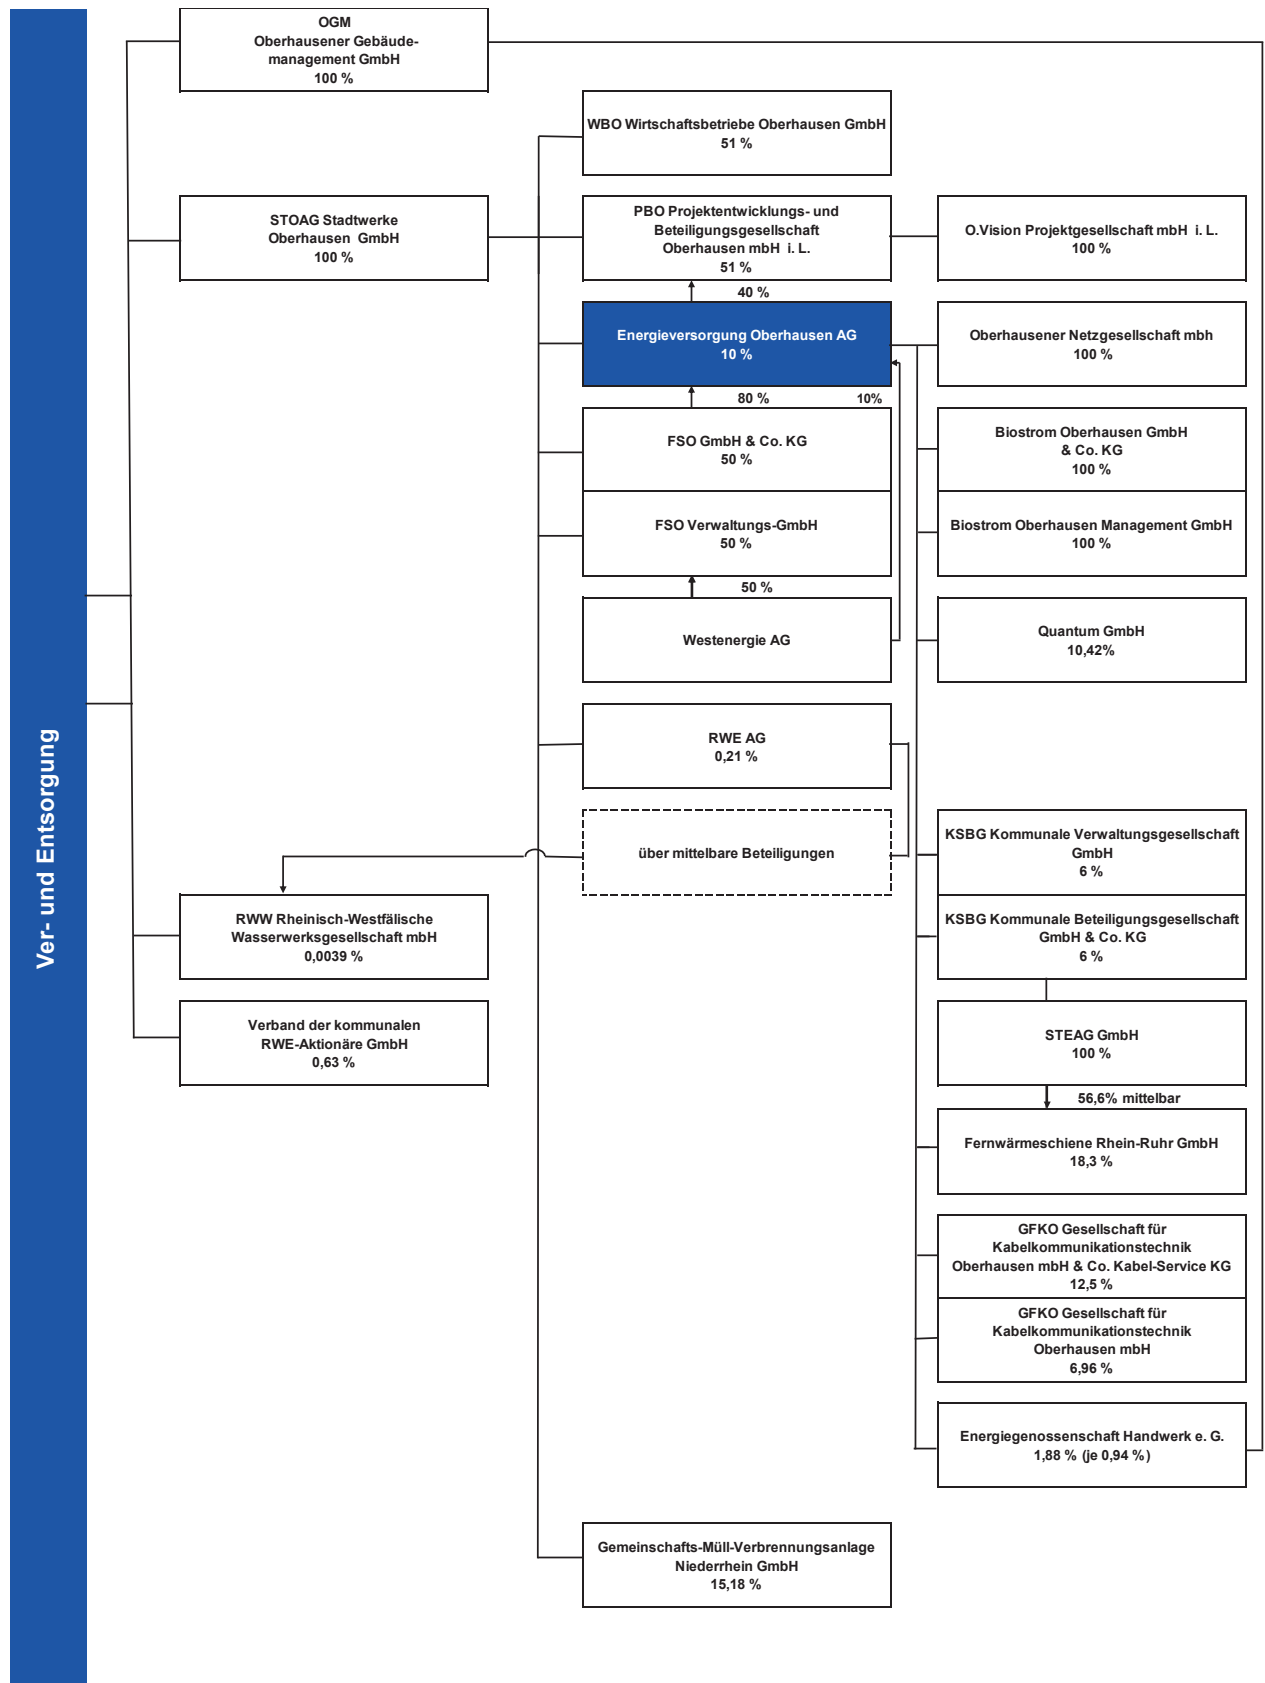 Ver- und Entsorgung
OGM
Oberhausener Gebäude-
management GmbH
100 %
STOAG Stadtwerke
Oberhausen GmbH
100 %
RWW Rheinisch-Westfälische
Wasserwerksgesellschaft mbH
0,0039 %
Verband der kommunalen
RWE-Aktionäre GmbH
0,63 %
WBO Wirtschaftsbetriebe Oberhausen GmbH
51 %
PBO Projektentwicklungs- und
Beteiligungsgesellschaft
Oberhausen mbH i. L.
51 %
40 %
Energieversorgung Oberhausen AG
10 %
80 %
10%
FSO GmbH & Co. KG
50 %
FSO Verwaltungs-GmbH
50 %
50 %
Westenergie AG
RWE AG
0,21 %
über mittelbare Beteiligungen
Gemeinschafts-Müll-Verbrennungsanlage
Niederrhein GmbH
15,18 %
O.Vision Projektgesellschaft mbH i. L.
100 %
Oberhausener Netzgesellschaft mbh
100 %
Biostrom Oberhausen GmbH
& Co. KG
100 %
Biostrom Oberhausen Management GmbH
100 %
Quantum GmbH
10,42%
KSBG Kommunale Verwaltungsgesellschaft
GmbH
6 %
KSBG Kommunale Beteiligungsgesellschaft
GmbH & Co. KG
6 %
STEAG GmbH
100 %
56,6% mittelbar
Fernwärmeschiene Rhein-Ruhr GmbH
18,3 %
GFKO Gesellschaft für
Kabelkommunikationstechnik
Oberhausen mbH & Co. Kabel-Service KG
12,5 %
GFKO Gesellschaft für
Kabelkommunikationstechnik
Oberhausen mbH
6,96 %
Energiegenossenschaft Handwerk e. G.
1,88 % (je 0,94 %)